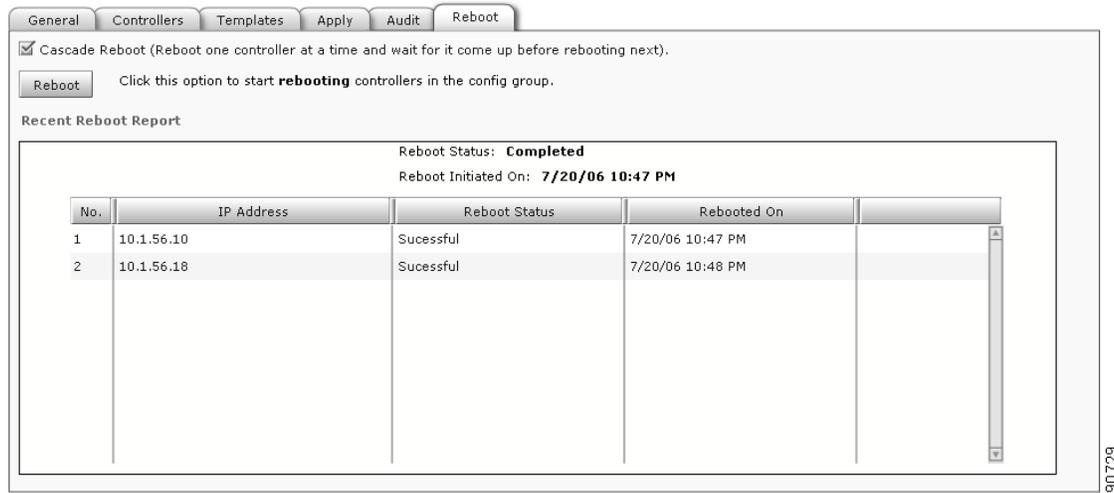 General Controllers Templates Apply Audit Reboot
Cascade Reboot (Reboot one controller at a time and wait for it come up before rebooting next).
Reboot Click this option to start rebooting controllers in the config group.
Recent Reboot Report
Reboot Status: Completed
Reboot Initiated On: 7/20/06 10:47 PM
No. IP Address Reboot Status Rebooted On
1 10.1.56.10 Sucessful 7/20/06 10:47 PM
2 10.1.56.18 Sucessful 7/20/06 10:48 PM